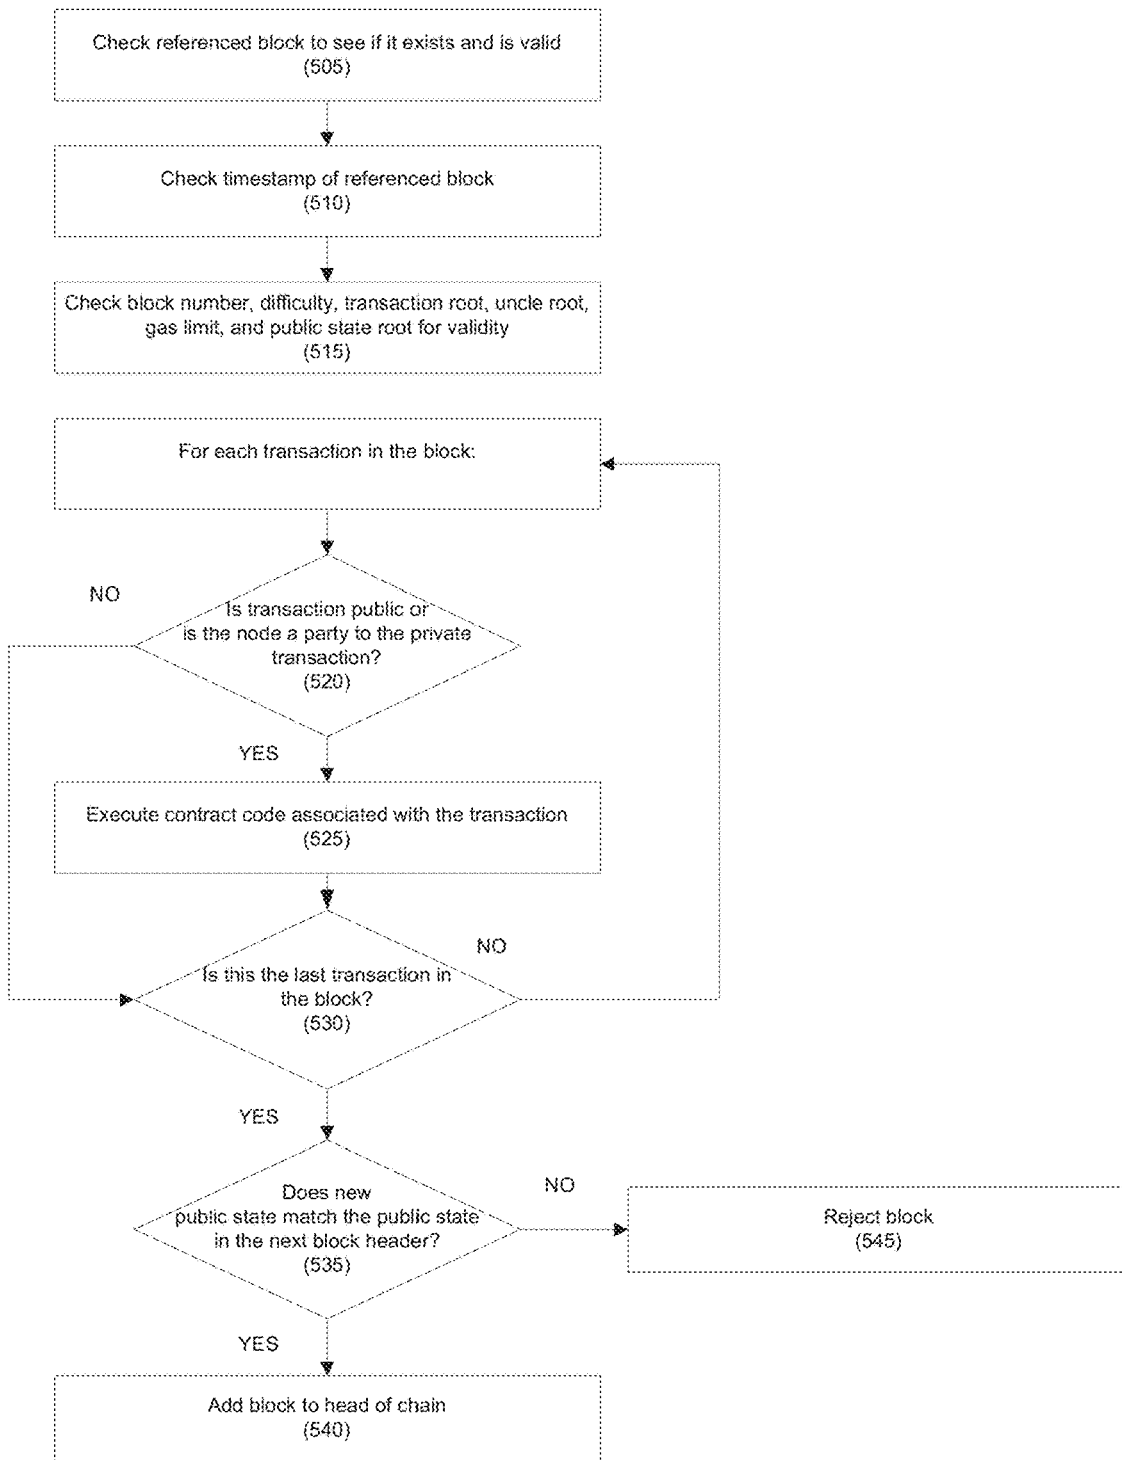 Check referenced block to see if it exists and is valid
(505)
Check timestamp of referenced block
(510)
Check block number, difficulty, transaction root, uncle root,
gas limit, and public state root for validity
(515)
For each transaction in the block:
NO
Is transaction public or
is the node a party to the private
transaction?
(520)
YES
Execute contract code associated with the transaction
(525)
NO
Is this the last transaction in
the block?
(530)
YES
Does new
public state match the public state
in the next block header?
(535)
NO
Reject block
(545)
YES
Add block to head of chain
(540)